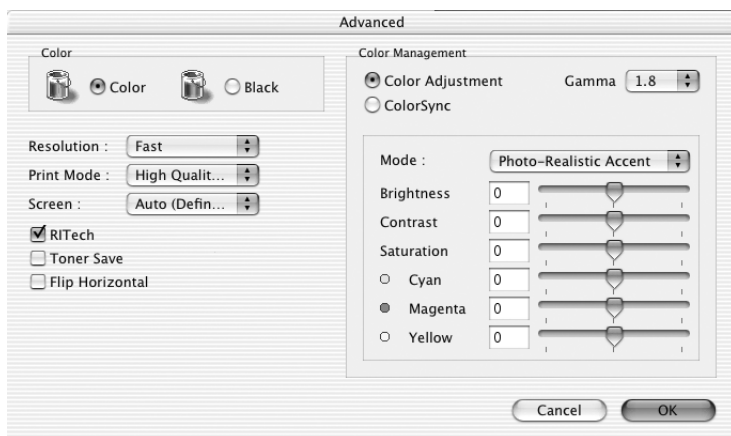 Advanced
Color
Color
Black
Resolution :
Fast
Print Mode :
High Qualit...
Screen :
Auto (Defin...
RITech
Toner Save
Flip Horizontal
Color Management
Color Adjustment
Gamma
1.8
ColorSync
Mode :
Photo-Realistic Accent
Brightness
0
Contrast
0
Saturation
0
Cyan
0
Magenta
0
Yellow
0
Cancel
OK